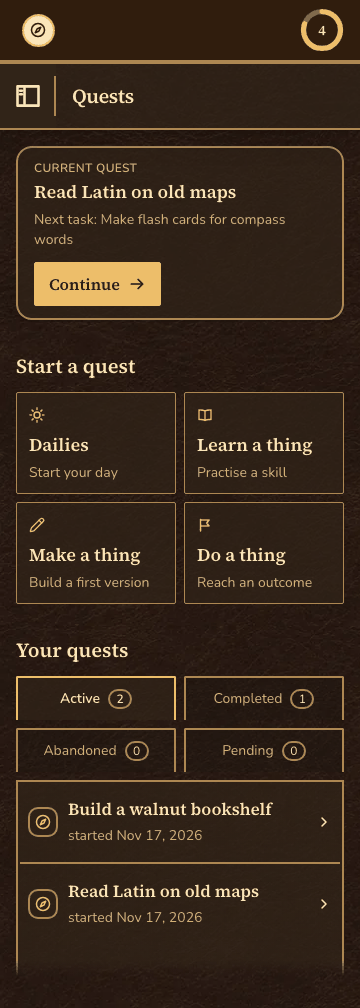 4
Quests
CURRENT QUEST
Read Latin on old maps
Next task: Make flash cards for compass
words
Continue
Start a quest
Dailies
Start your day
Learn a thing
Practise a skill
Make a thing
Build a first version
Do a thing
Reach an outcome
Your quests
Active 2
Completed 1
Abandoned 0
Pending 0
Build a walnut bookshelf
started Nov 17, 2026
Read Latin on old maps
started Nov 17, 2026